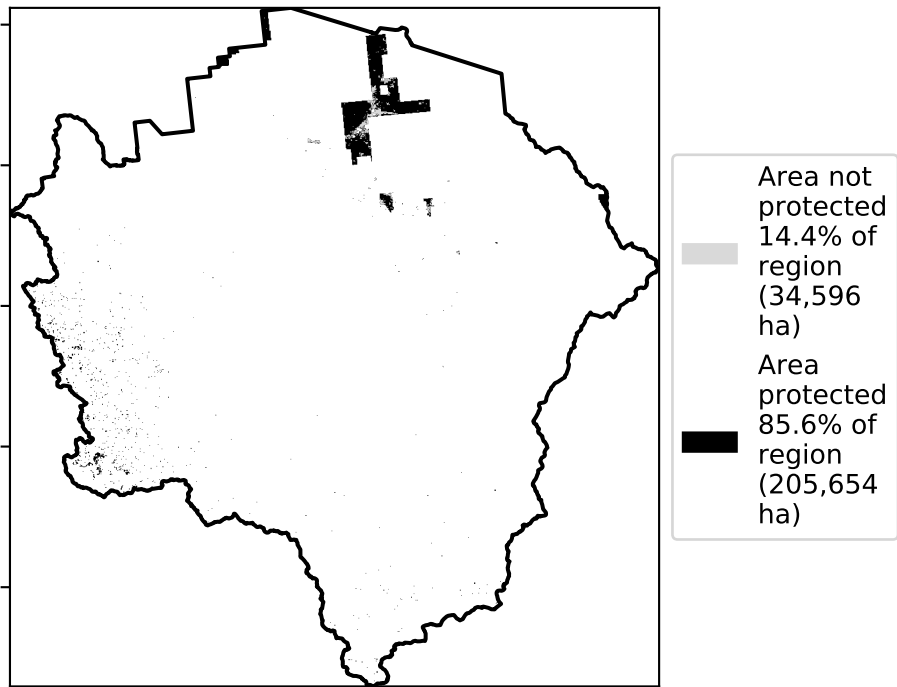 Area not
protected
14.4% of
region
(34,596
ha)
Area
protected
85.6% of
region
(205,654
ha)